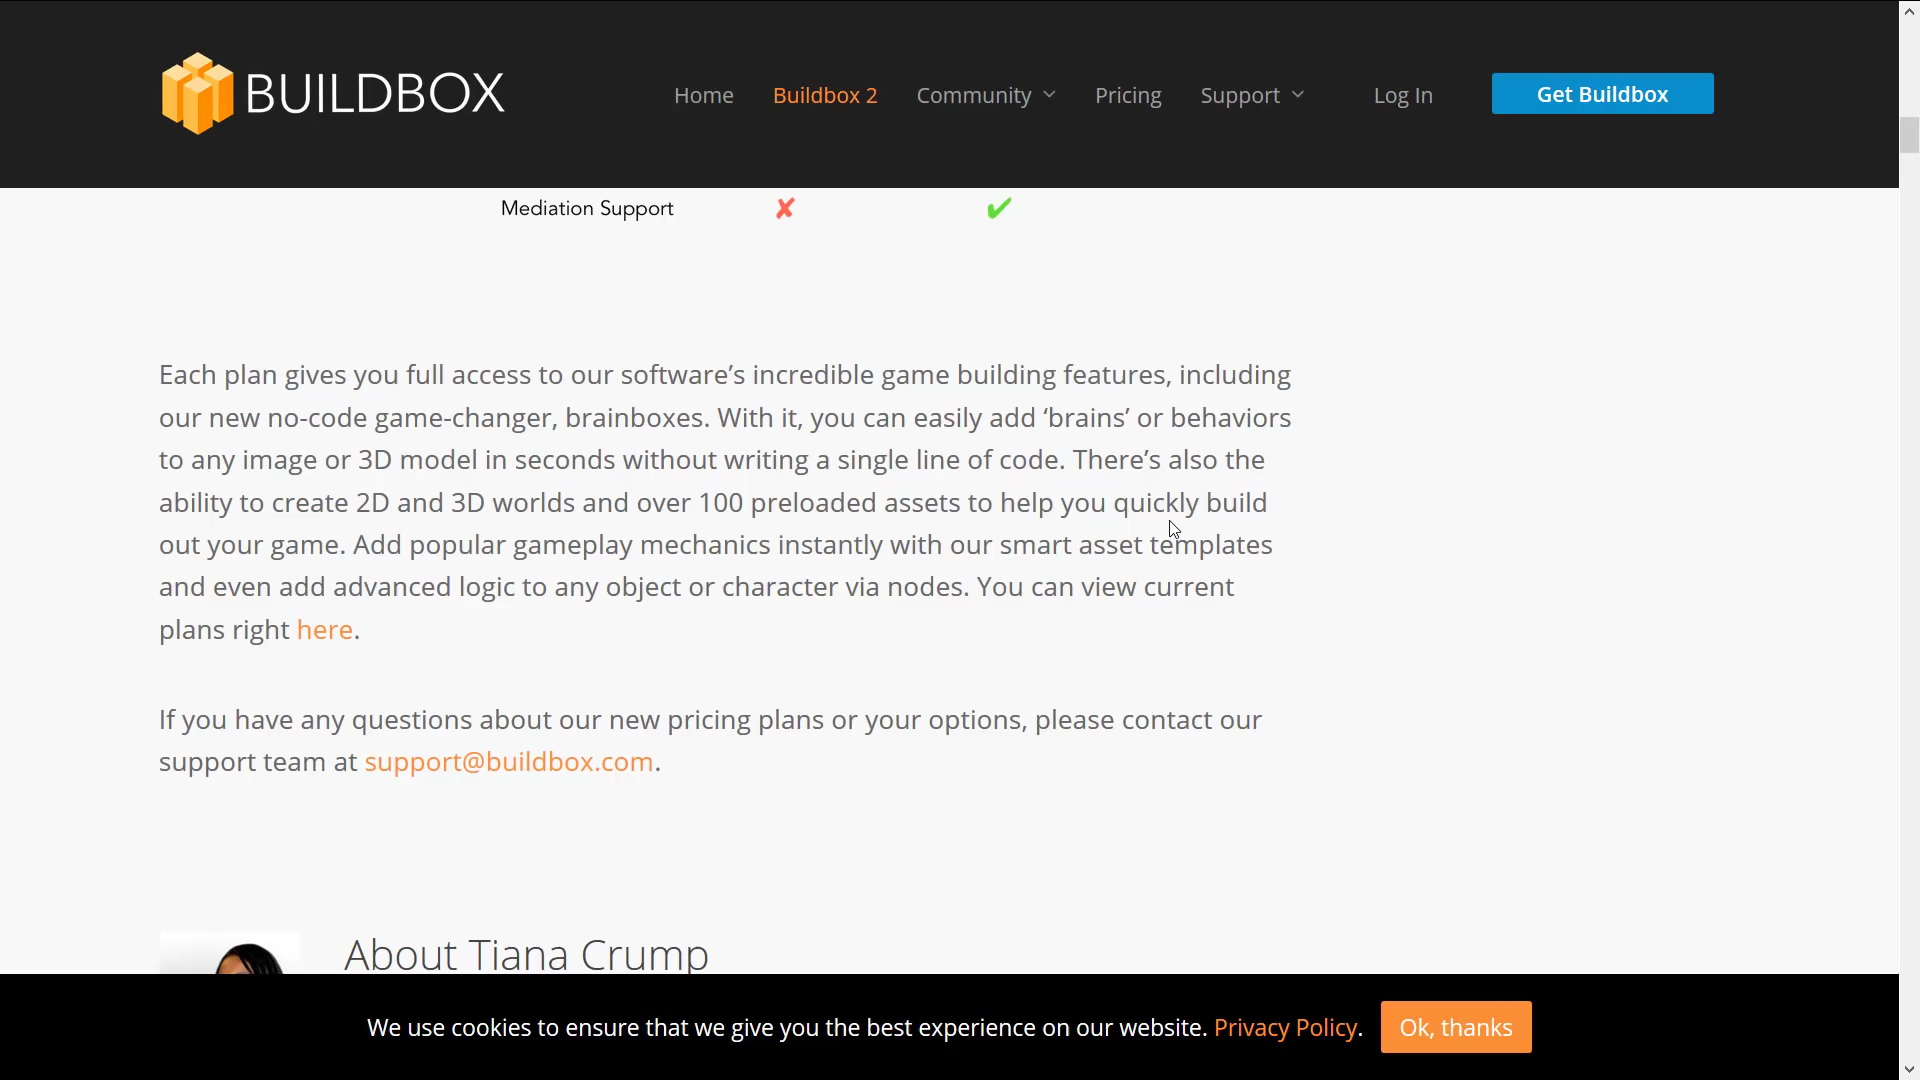 BUILDBOX
Home Buildbox 2 Community Pricing Support Log In Get Buildbox
Mediation Support ✘ ✔
Each plan gives you full access to our software’s incredible game building features, including
our new no-code game-changer, brainboxes. With it, you can easily add ‘brains’ or behaviors
to any image or 3D model in seconds without writing a single line of code. There’s also the
ability to create 2D and 3D worlds and over 100 preloaded assets to help you quickly build
out your game. Add popular gameplay mechanics instantly with our smart asset templates
and even add advanced logic to any object or character via nodes. You can view current
plans right here.
If you have any questions about our new pricing plans or your options, please contact our
support team at support@buildbox.com.
About Tiana Crump
We use cookies to ensure that we give you the best experience on our website. Privacy Policy. Ok, thanks